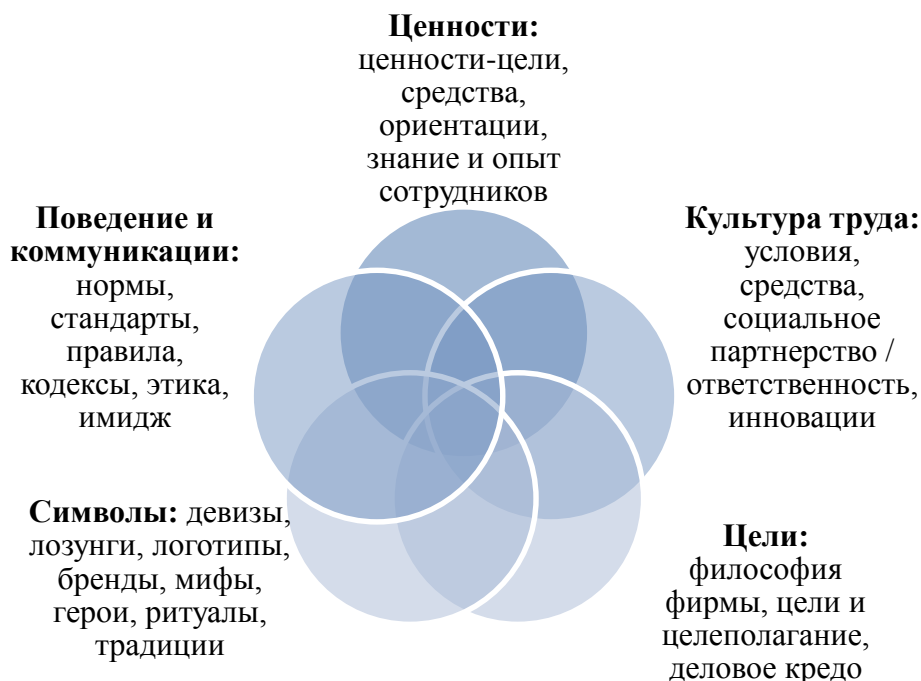 Ценности:
ценности-цели,
средства,
ориентации,
знание и опыт
сотрудников
Поведение и
коммуникации:
нормы,
стандарты,
правила,
кодексы, этика,
имидж
Культура труда:
условия,
средства,
социальное
партнерство /
ответственность,
инновации
Символы: девизы,
лозунги, логотипы,
бренды, мифы,
герои, ритуалы,
традиции
Цели:
философия
фирмы, цели и
целеполагание,
деловое кредо